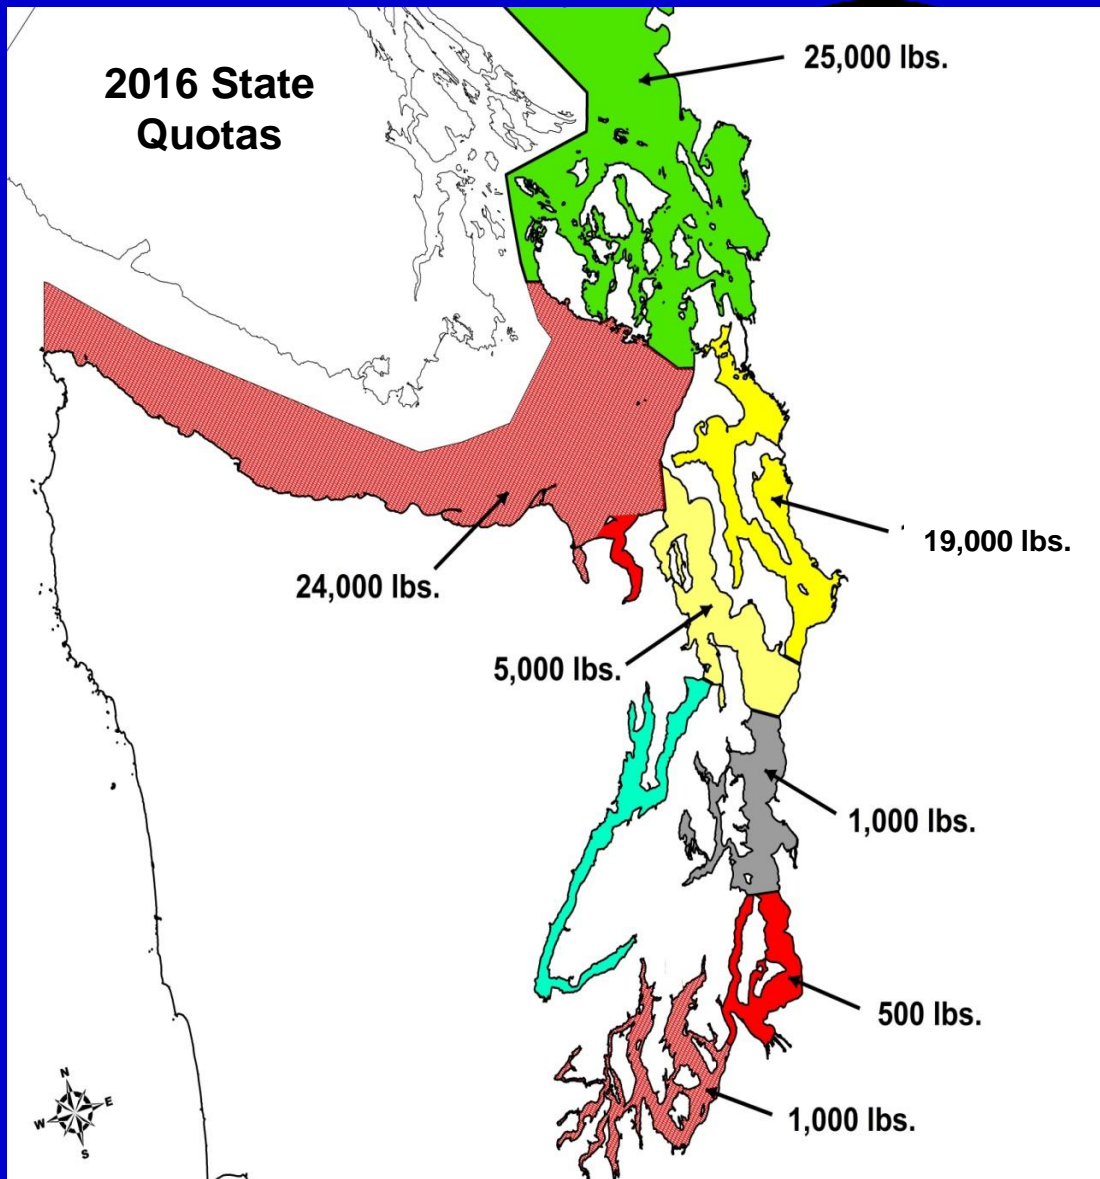 2016 State
Quotas
25,000 lbs.
19,000 lbs.
24,000 lbs.
5,000 lbs.
1,000 lbs.
500 lbs.
1,000 lbs.
N
E
W
S